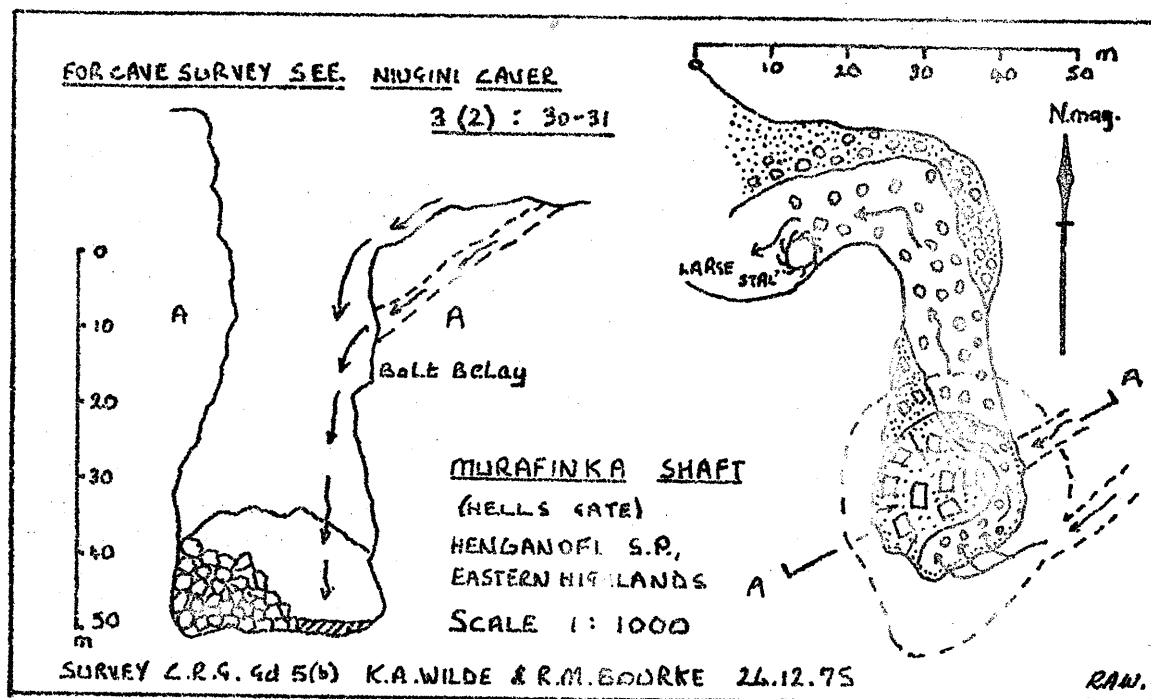 FOR CAVE SURVEY SEE. NIUGINI CAVER
3 (2) : 30-31
0 10 20 30 40 50 m
N.mag.
LARGE STAL'
0
10
20
30
40
50
m
A
A
Bolt Belay
A
A
MURAFINKA SHAFT
(HELLS GATE)
HENGANOFI S.P.,
EASTERN HIGHLANDS
SCALE 1 : 1000
SURVEY C.R.G. Gd 5(b) K.A.WILDE & R.M.BOURKE 26.12.75
RAW.